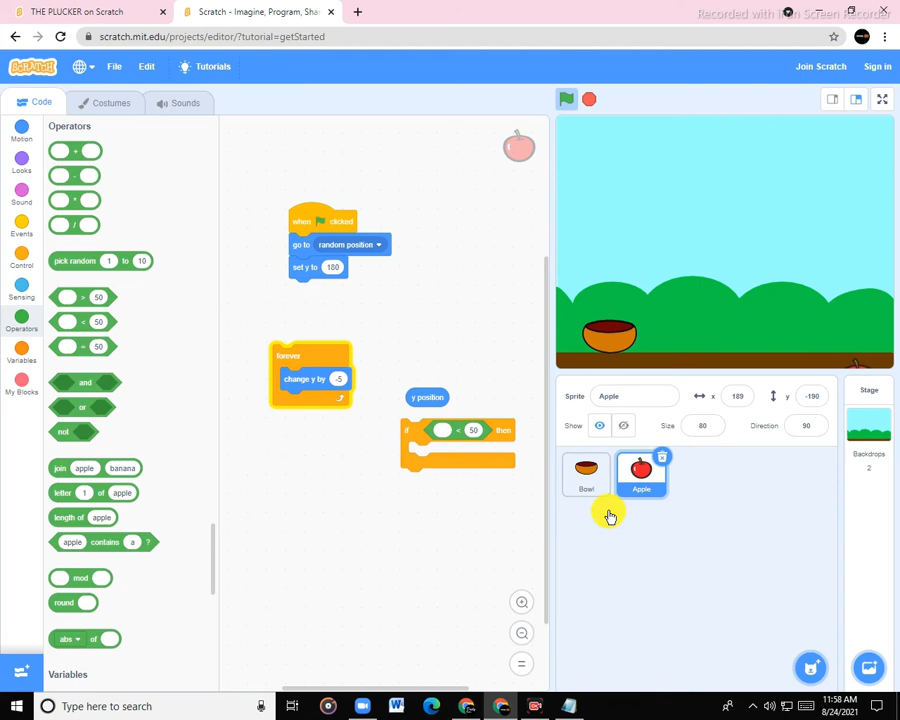 THE PLUCKER on Scratch
Scratch - Imagine, Program, Sha
Recorded with iTop Screen Recorder
scratch.mit.edu/projects/editor/?tutorial=getStarted
SCRATCH
File
Edit
Tutorials
Join Scratch
Sign in
Code
Costumes
Sounds
Motion
Looks
Sound
Events
Control
Sensing
Operators
Variables
My Blocks
Operators
+
-
*
/
pick random 1 to 10
> 50
< 50
= 50
and
or
not
join apple banana
letter 1 of apple
length of apple
apple contains a ?
mod
round
abs of
Variables
when clicked
go to random position
set y to 180
forever
change y by -5
y position
if < 50 then
Sprite Apple
x 189
y -190
Show
Size 80
Direction 90
Bowl
Apple
Stage
Backdrops
2
Type here to search
11:58 AM
8/24/2021